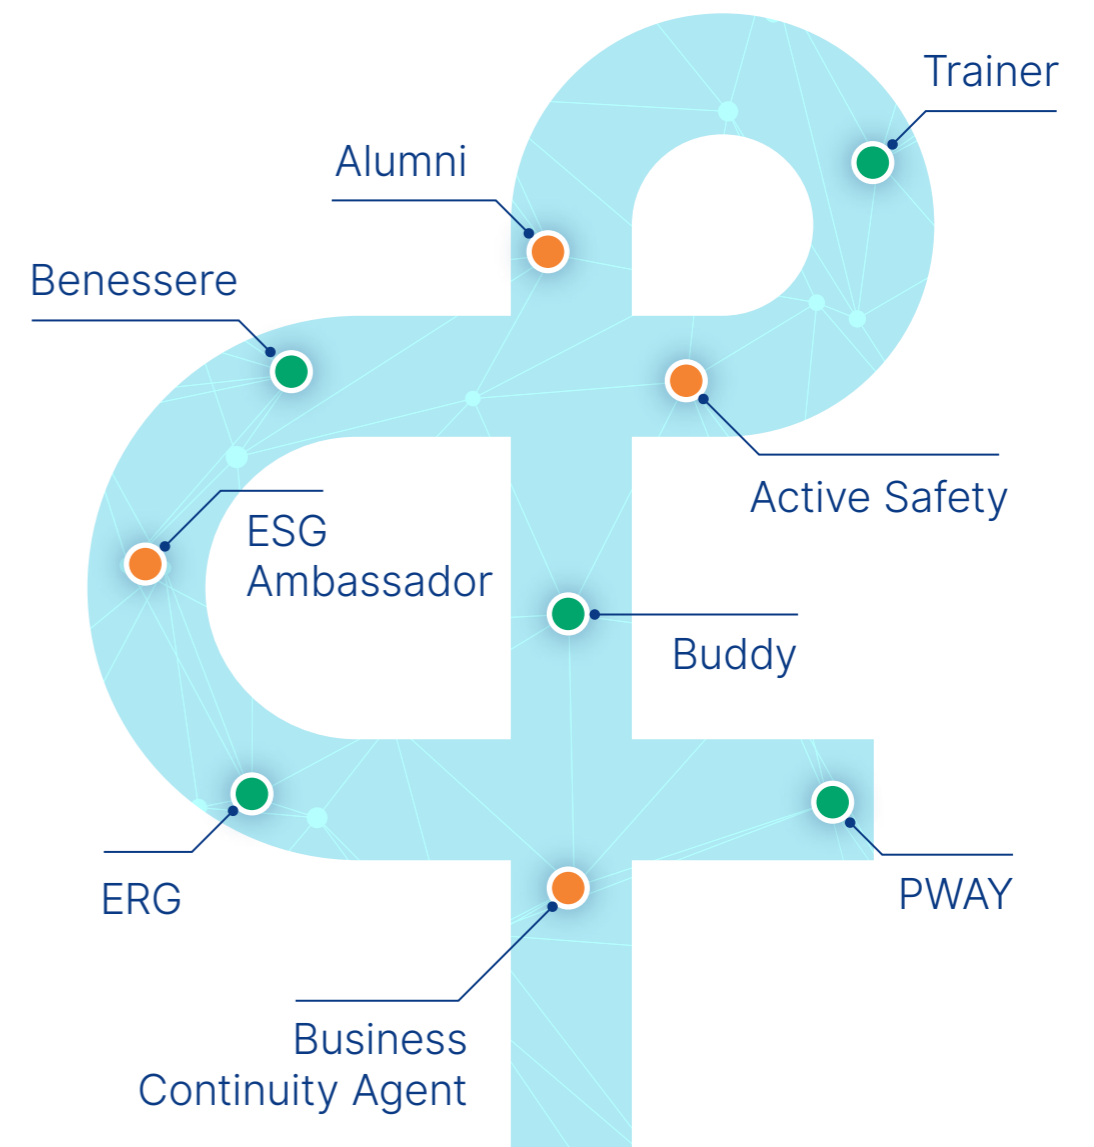 Trainer
Alumni
Benessere
Active Safety
ESG
Ambassador
Buddy
ERG
PWAY
Business
Continuity Agent